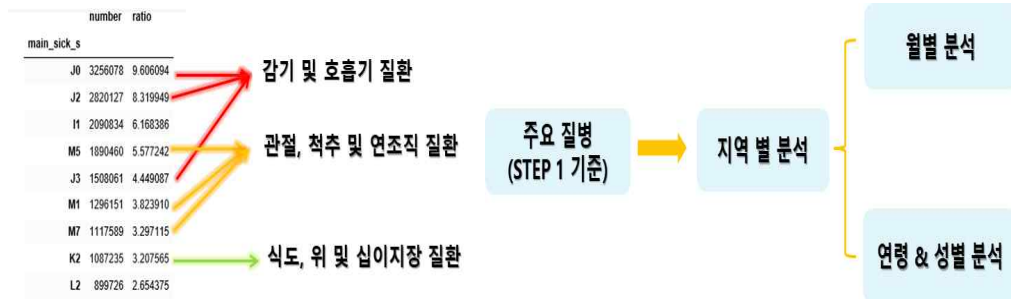 number ratio
main_sick_s
J0 3256078 9.606094
J2 2820127 8.319949
I1 2090834 6.168386
M5 1890460 5.577242
J3 1508061 4.449087
M1 1296151 3.823910
M7 1117589 3.297115
K2 1087235 3.207565
L2 899726 2.654375
감기 및 호흡기 질환
관절, 척추 및 연조직 질환
식도, 위 및 십이지장 질환
주요 질병
(STEP 1 기준)
지역 별 분석
월별 분석
연령 & 성별 분석